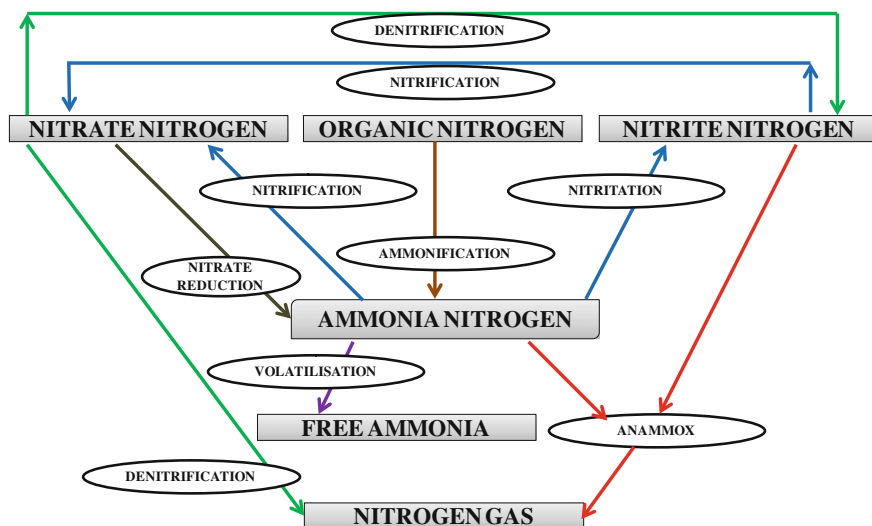 DENITRIFICATION
NITRIFICATION
NITRATE NITROGEN
ORGANIC NITROGEN
NITRITE NITROGEN
NITRIFICATION
NITRITATION
AMMONIFICATION
NITRATE
REDUCTION
AMMONIA NITROGEN
VOLATILISATION
FREE AMMONIA
ANAMMOX
DENITRIFICATION
NITROGEN GAS